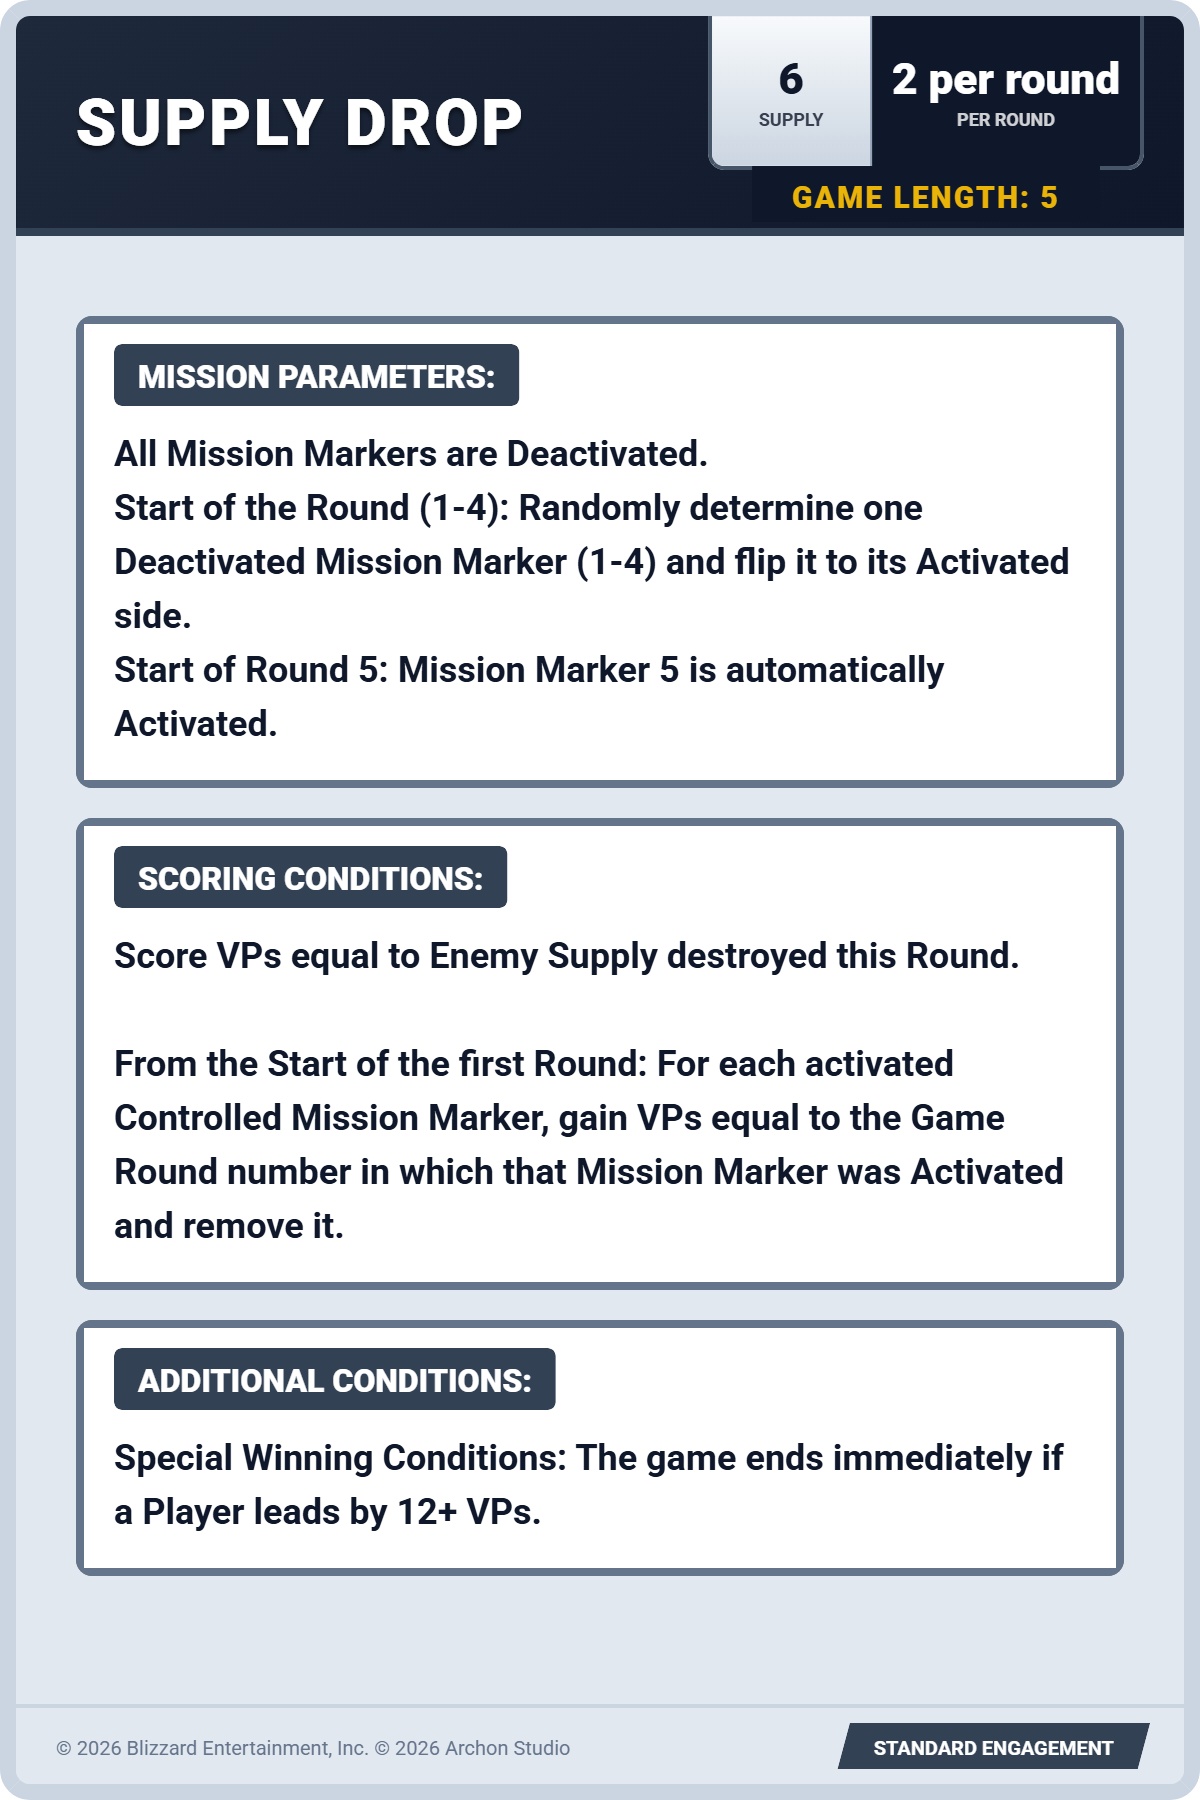 SUPPLY DROP
6
SUPPLY
2 per round
PER ROUND
GAME LENGTH: 5
MISSION PARAMETERS:
All Mission Markers are Deactivated.
Start of the Round (1-4): Randomly determine one
Deactivated Mission Marker (1-4) and flip it to its Activated
side.
Start of Round 5: Mission Marker 5 is automatically
Activated.
SCORING CONDITIONS:
Score VPs equal to Enemy Supply destroyed this Round.
From the Start of the first Round: For each activated
Controlled Mission Marker, gain VPs equal to the Game
Round number in which that Mission Marker was Activated
and remove it.
ADDITIONAL CONDITIONS:
Special Winning Conditions: The game ends immediately if
a Player leads by 12+ VPs.
© 2026 Blizzard Entertainment, Inc. © 2026 Archon Studio
STANDARD ENGAGEMENT